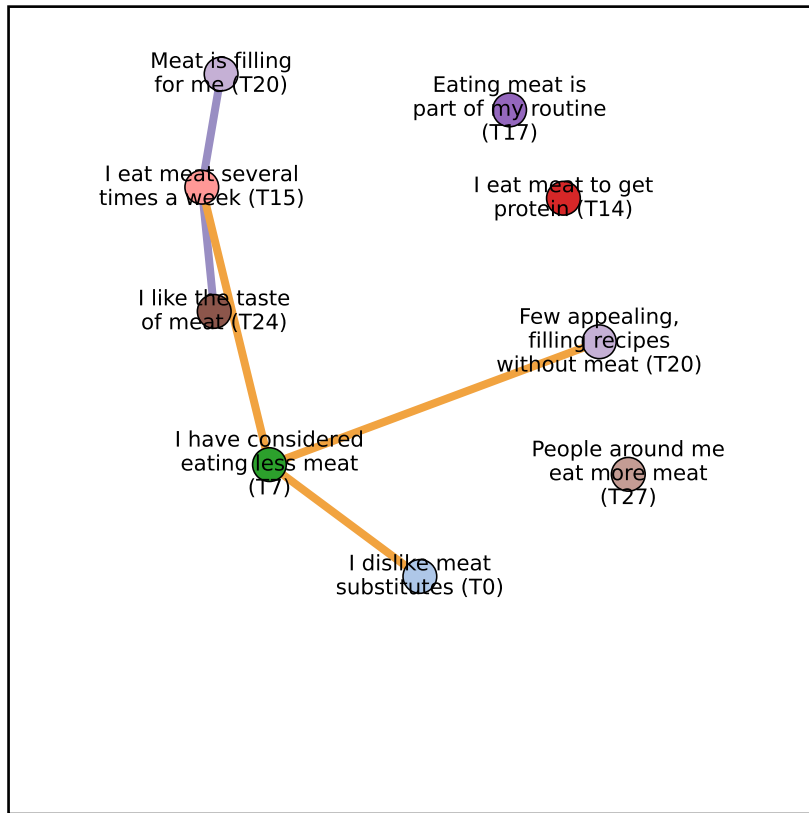 Meat is filling
for me (T20)
Eating meat is
part of my routine
(T17)
I eat meat several
times a week (T15)
I eat meat to get
protein (T14)
I like the taste
of meat (T24)
Few appealing,
filling recipes
without meat (T20)
I have considered
eating less meat
(T7)
People around me
eat more meat
(T27)
I dislike meat
substitutes (T0)